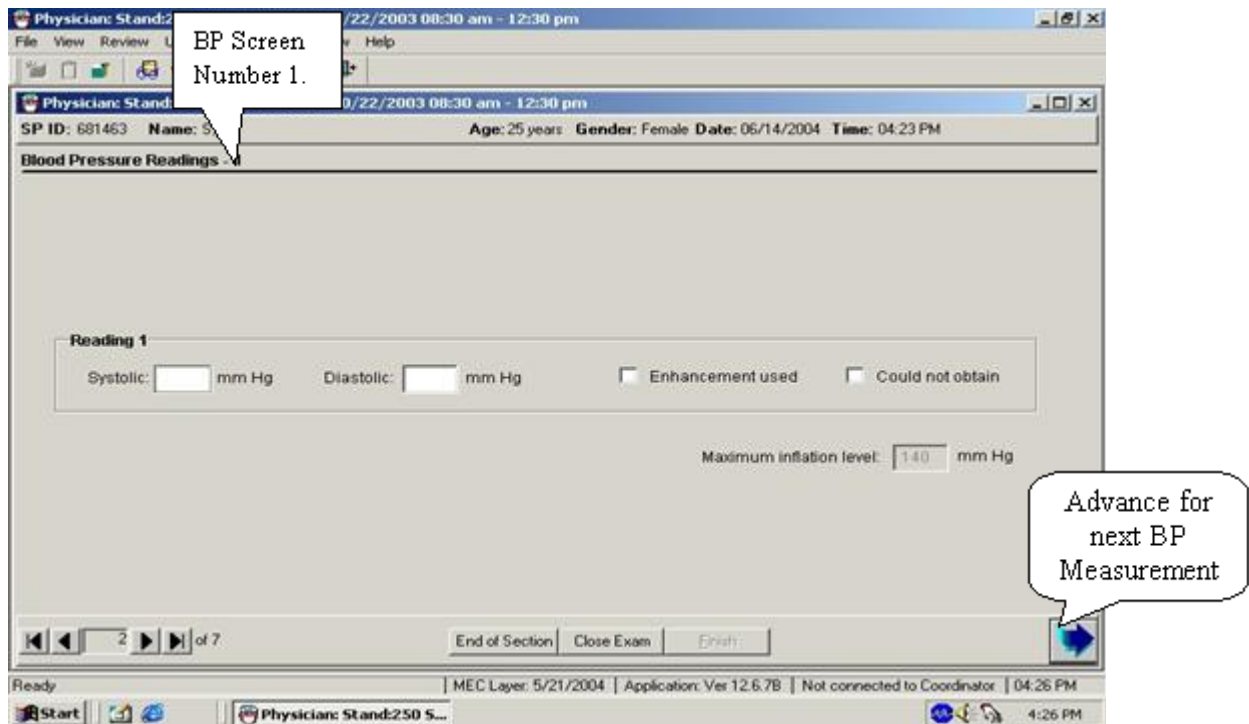 Physician: Stand:2 /22/2003 08:30 am - 12:30 pm
File View Review Help
BP Screen
Number 1.
Physician: Stand: /22/2003 08:30 am - 12:30 pm
SP ID: 681463 Name: S Age: 25 years Gender: Female Date: 06/14/2004 Time: 04:23 PM
Blood Pressure Readings -
Reading 1
Systolic: mm Hg Diastolic: mm Hg Enhancement used Could not obtain
Maximum inflation level: 140 mm Hg
Advance for
next BP
Measurement
2 of 7 End of Section Close Exam Finish
Ready MEC Layer: 5/21/2004 Application: Ver 12.6.7B Not connected to Coordinator 04:26 PM
Start Physician: Stand:250 S... 4:26 PM